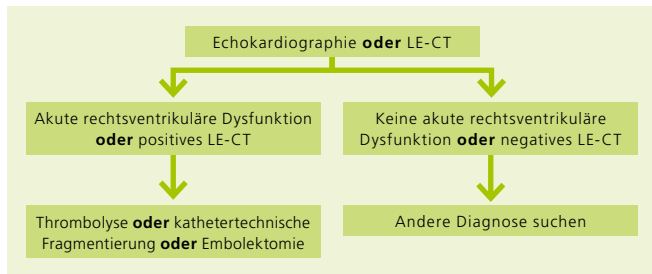 Echokardiographie oder LE-CT
Akute rechtsventrikuläre Dysfunktion
oder positives LE-CT
Keine akute rechtsventrikuläre
Dysfunktion oder negatives LE-CT
Thrombolyse oder kathetertechnische
Fragmentierung oder Embolektomie
Andere Diagnose suchen